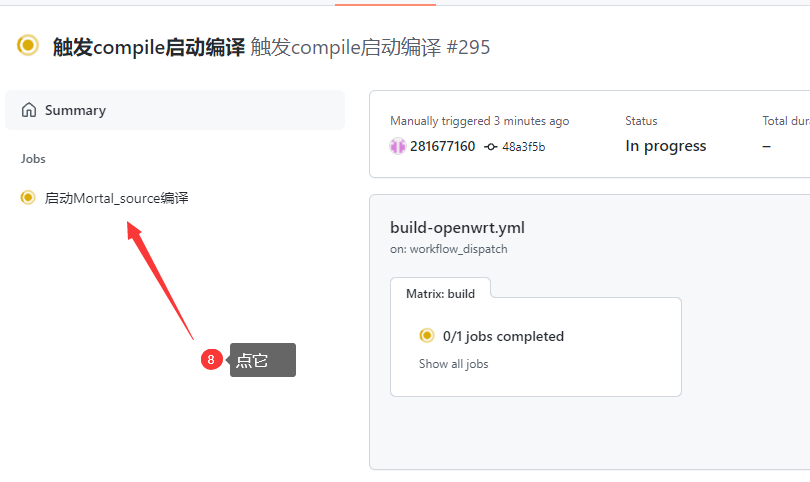 触发compile启动编译 触发compile启动编译 #295
Summary
Jobs
启动Mortal_source编译
8 点它
Manually triggered 3 minutes ago
281677160 48a3f5b
Status
In progress
Total dura
–
build-openwrt.yml
on: workflow_dispatch
Matrix: build
0/1 jobs completed
Show all jobs